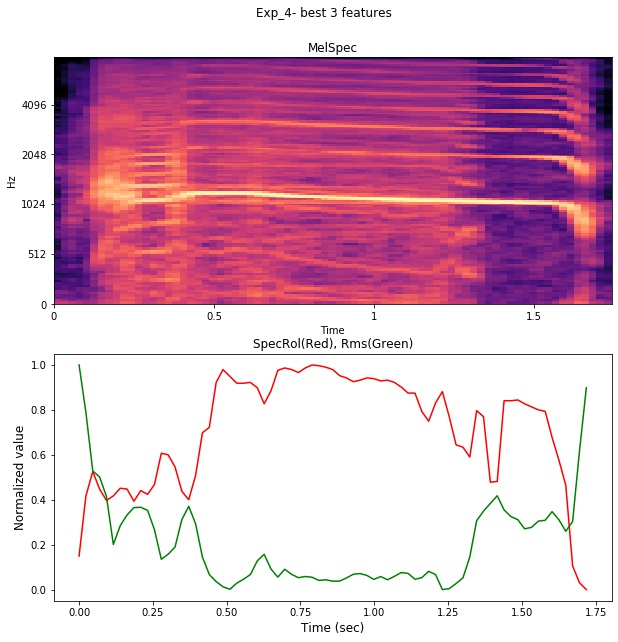 Exp_4- best 3 features
MelSpec
4096
2048
1024
512
0
Hz
0 0.5 1 1.5
Time
SpecRol(Red), Rms(Green)
1.0
0.8
0.6
0.4
0.2
0.0
Normalized value
0.00 0.25 0.50 0.75 1.00 1.25 1.50 1.75
Time (sec)